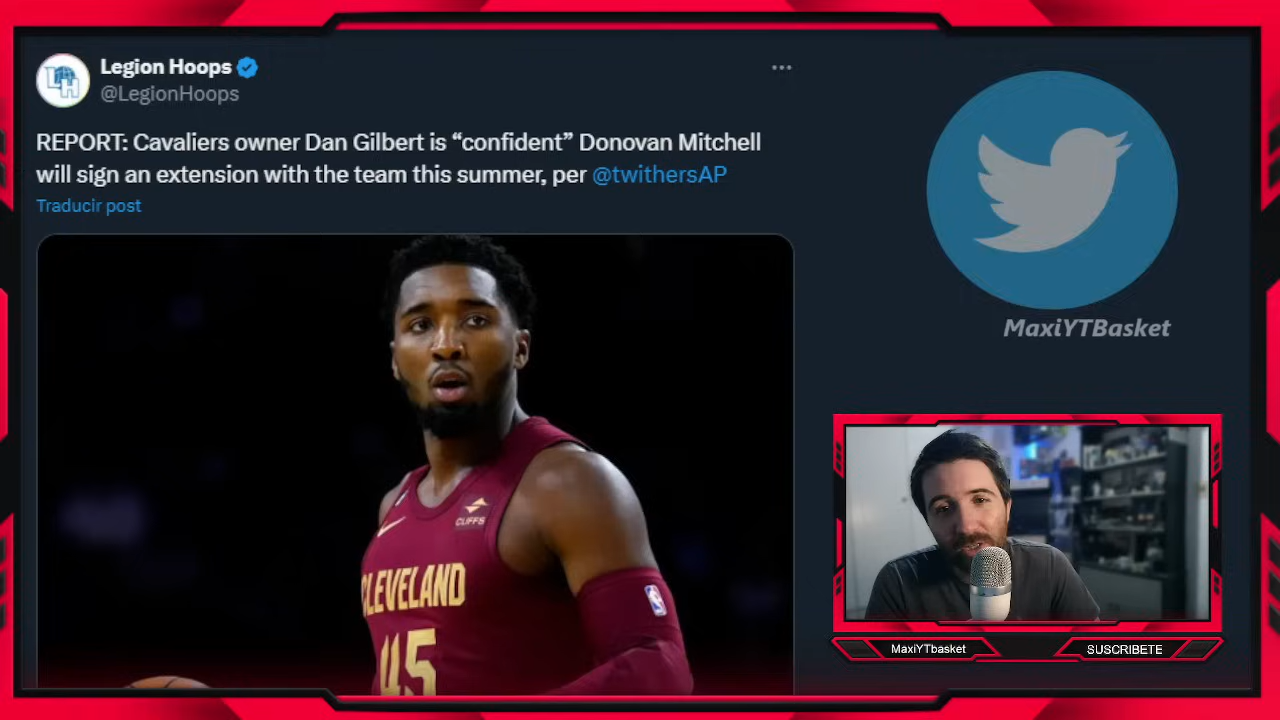 Legion Hoops
@LegionHoops
REPORT: Cavaliers owner Dan Gilbert is “confident” Donovan Mitchell
will sign an extension with the team this summer, per @twithersAP
Traducir post
MaxiYTBasket
CLIFFS
CLEVELAND
45
MaxiYTbasket
SUSCRIBETE